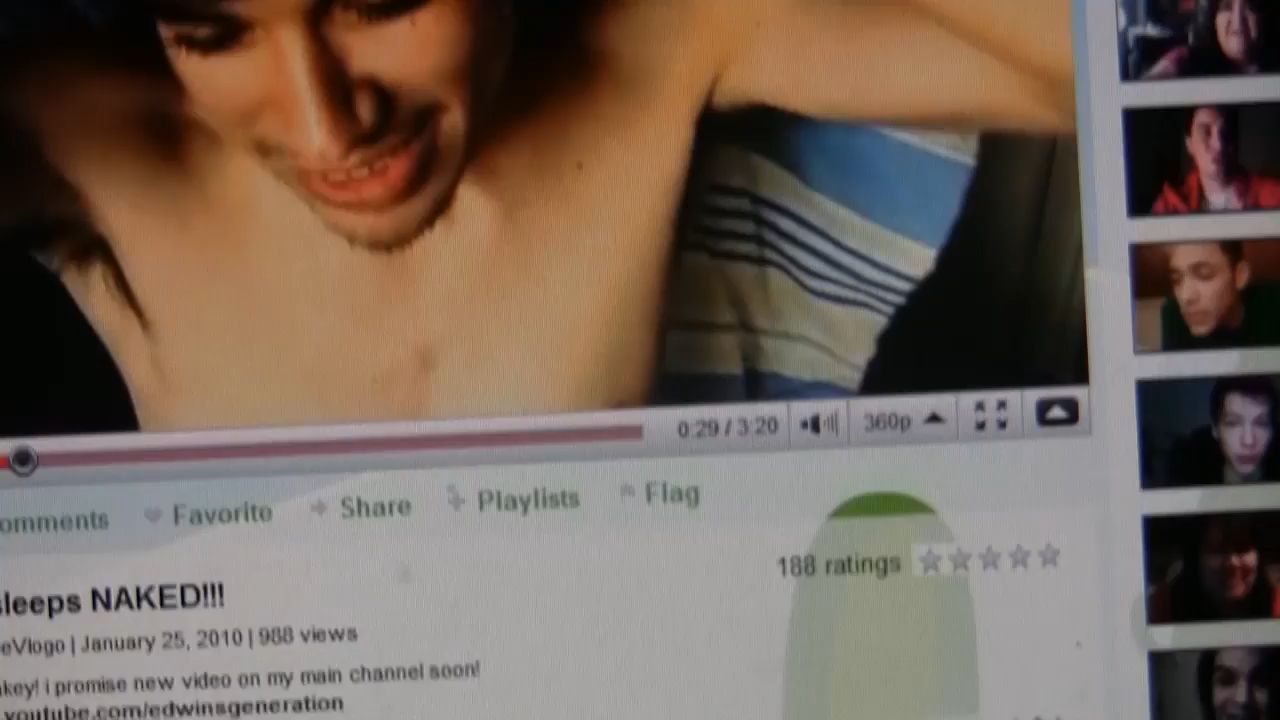 0:29 / 3:20 360p
omments Favorite Share Playlists Flag
188 ratings
sleeps NAKED!!!
eVlogo | January 25, 2010 | 988 views
key! i promise new video on my main channel soon!
youtube.com/edwinsgeneration